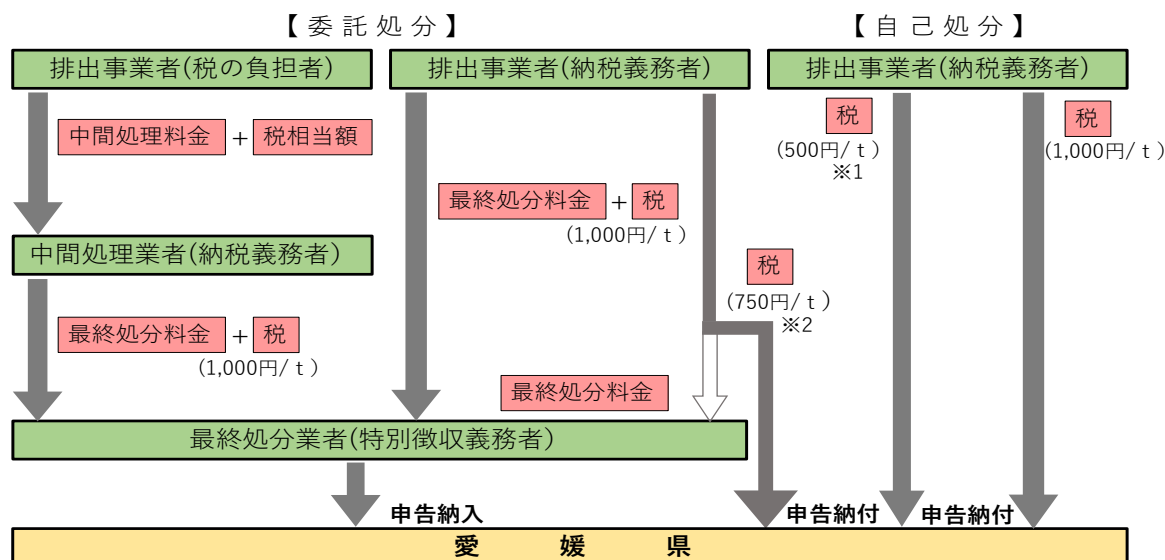 【 委 託 処 分 】
【 自 己 処 分 】
排出事業者(税の負担者)
排出事業者(納税義務者)
排出事業者(納税義務者)
中間処理料金 + 税相当額
税
(500円/ｔ)
※1
税
(1,000円/ｔ)
最終処分料金 + 税
(1,000円/ｔ)
中間処理業者(納税義務者)
税
(750円/ｔ)
※2
最終処分料金 + 税
(1,000円/ｔ)
最終処分料金
最終処分業者(特別徴収義務者)
申告納入
申告納付
申告納付
愛 媛 県